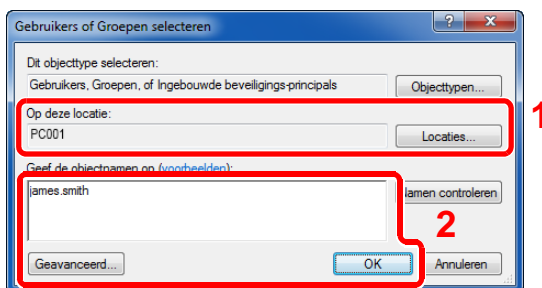 Gebruikers of Groepen selecteren
Dit objecttype selecteren:
Gebruikers, Groepen, of Ingebouwde beveiligings-principals
Objecttypen...
Op deze locatie:
PC001
Locaties...
1
Geef de objectnamen op (voorbeelden):
james.smith
Namen controleren
2
Geavanceerd...
OK
Annuleren